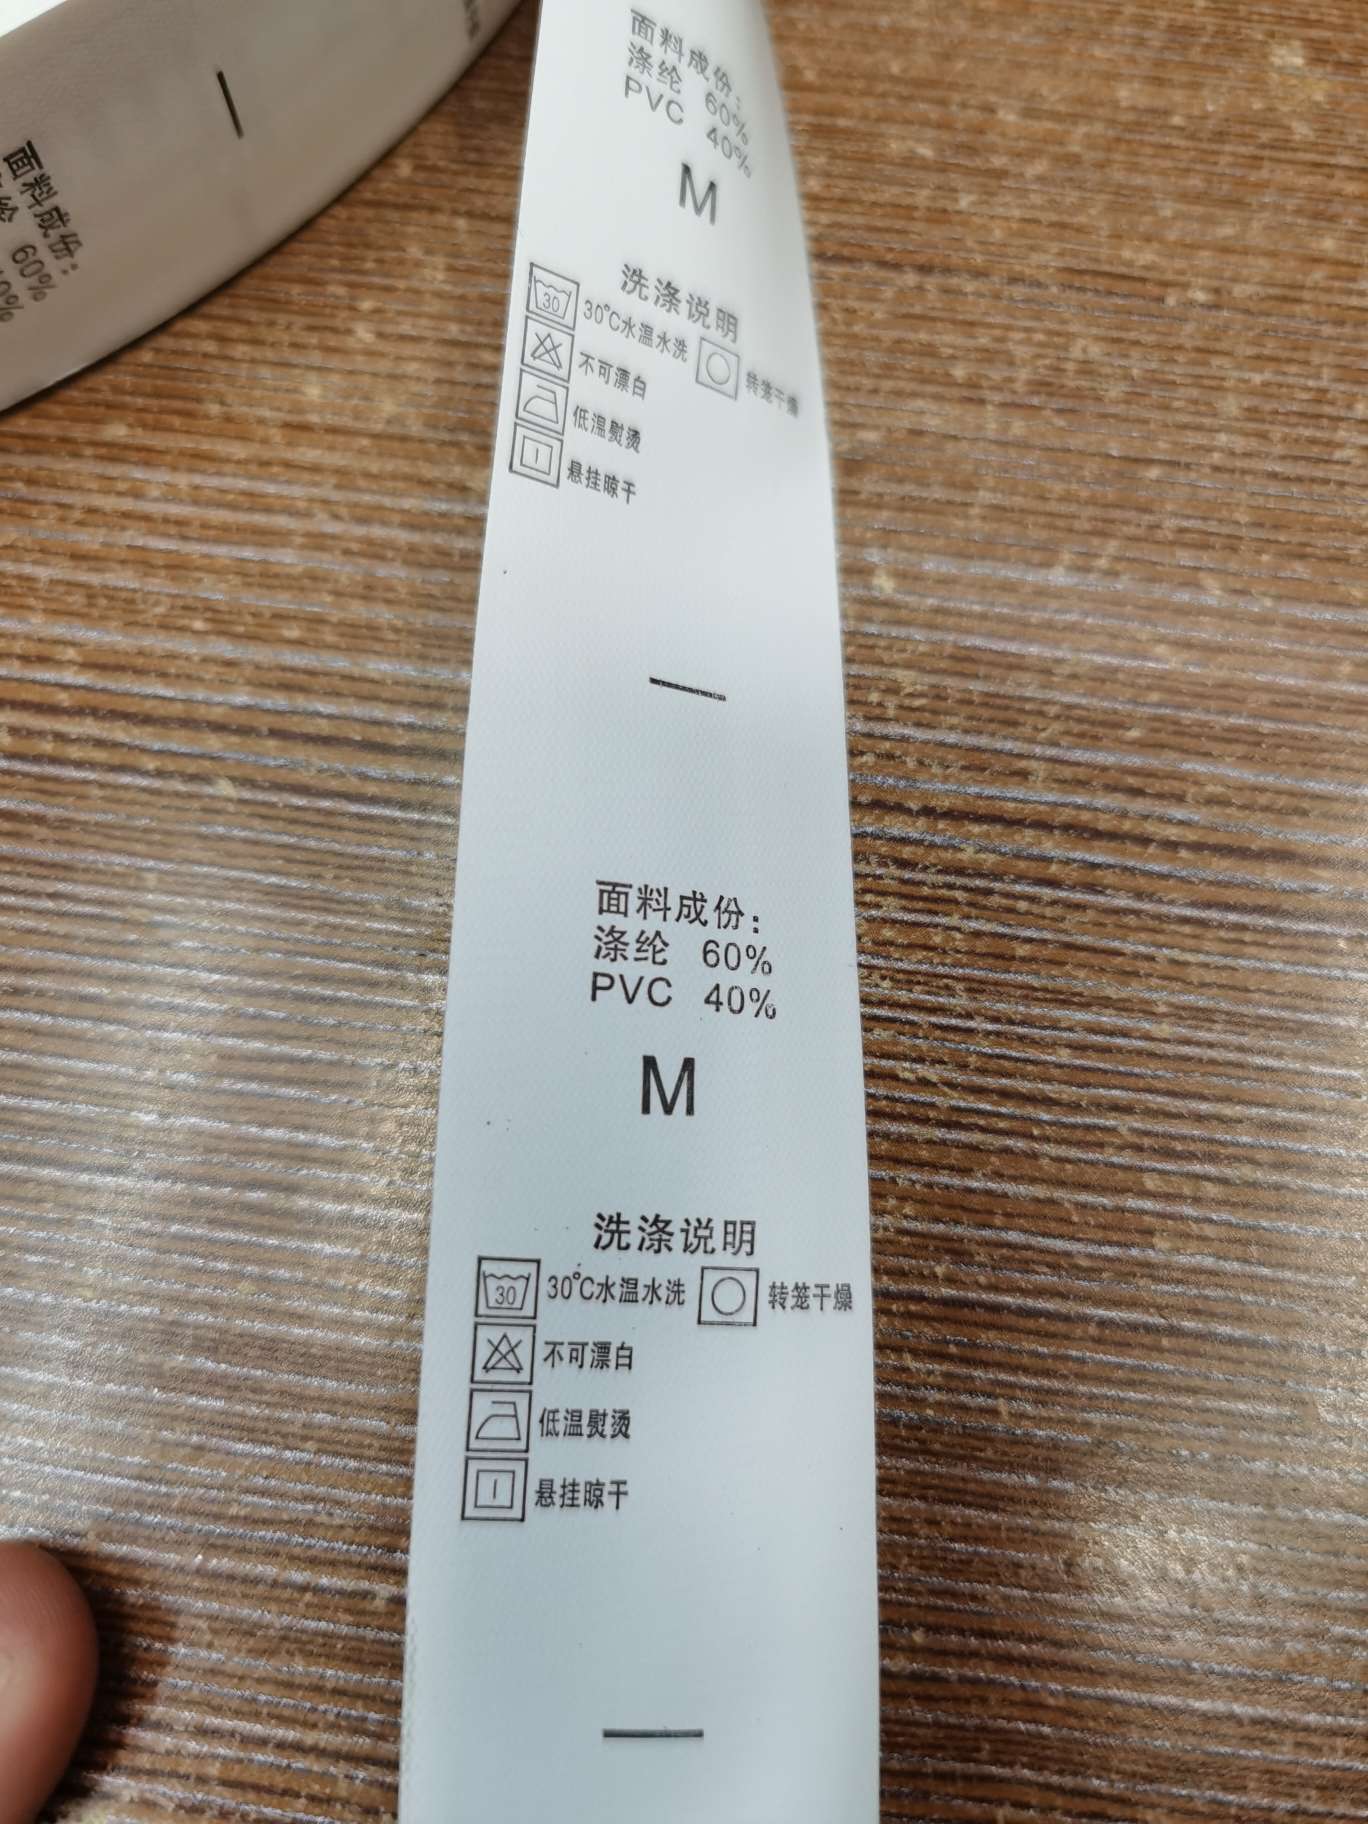 面料成份：
涤纶 60%
PVC 40%
M
洗涤说明
30 30°C水温水洗 转笼干燥
不可漂白
低温熨烫
悬挂晾干
面料成份：
涤纶 60%
PVC 40%
M
洗涤说明
30 30°C水温水洗 转笼干燥
不可漂白
低温熨烫
悬挂晾干
面料成份：
纶 60%
0%